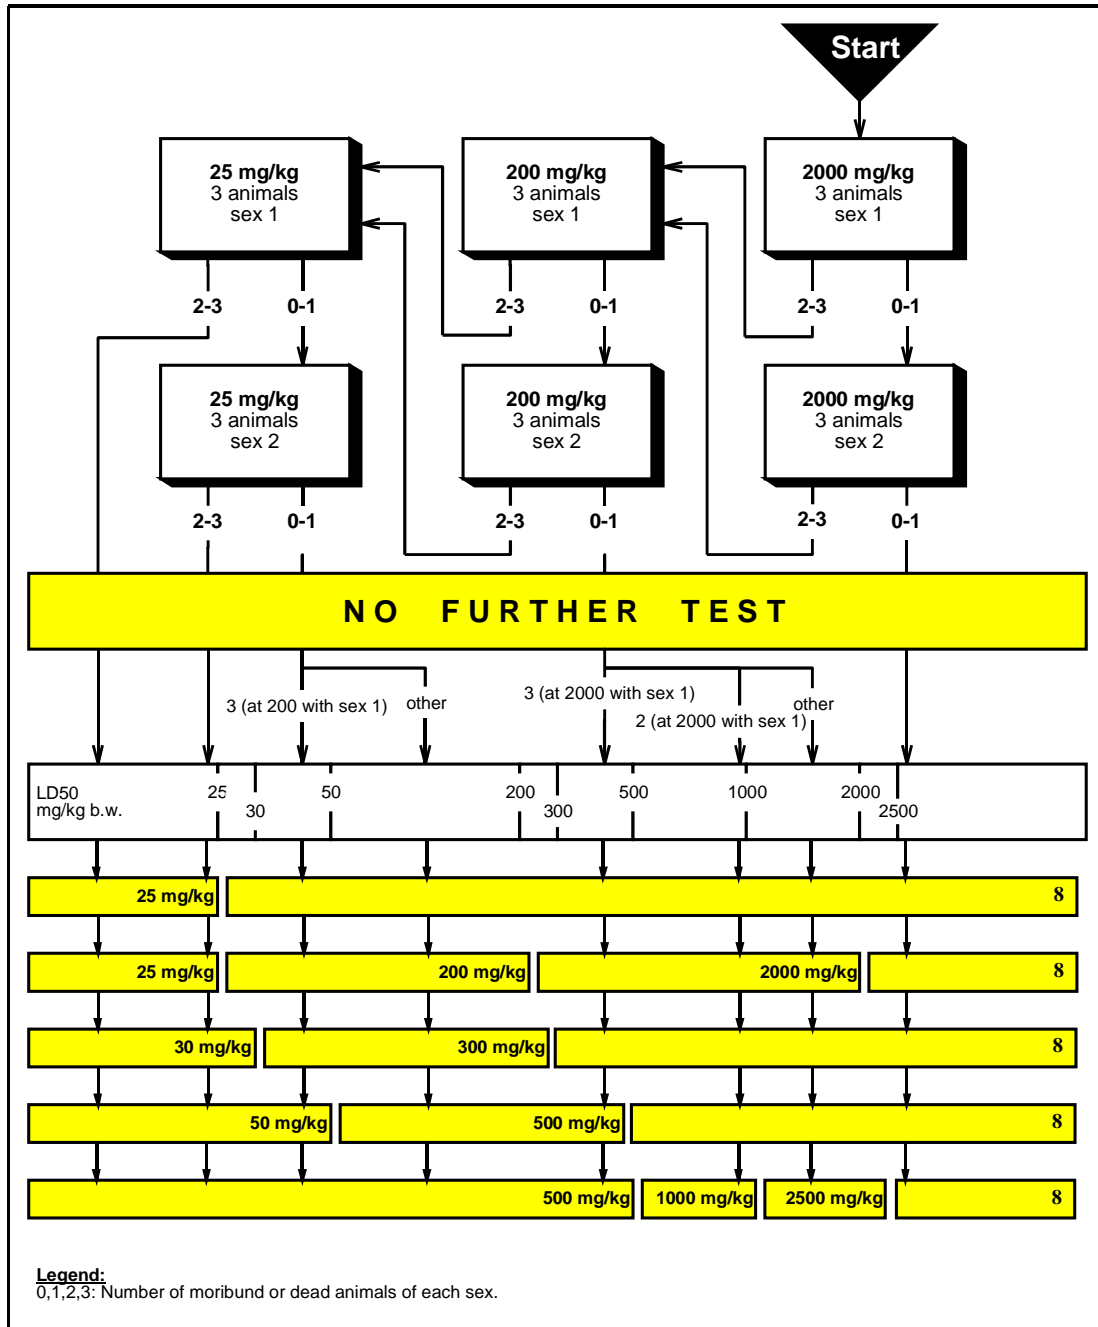 Start
25 mg/kg
3 animals
sex 1
200 mg/kg
3 animals
sex 1
2000 mg/kg
3 animals
sex 1
2-3 0-1 2-3 0-1 2-3 0-1
25 mg/kg
3 animals
sex 2
200 mg/kg
3 animals
sex 2
2000 mg/kg
3 animals
sex 2
2-3 0-1 2-3 0-1 2-3 0-1
NO FURTHER TEST
3 (at 200 with sex 1) other 3 (at 2000 with sex 1) other
2 (at 2000 with sex 1)
LD50 25 50 200 500 1000 2000
mg/kg b.w. 30 300 2500
25 mg/kg 8
25 mg/kg 200 mg/kg 2000 mg/kg 8
30 mg/kg 300 mg/kg 8
50 mg/kg 500 mg/kg 8
500 mg/kg 1000 mg/kg 2500 mg/kg 8
Legend:
0,1,2,3: Number of moribund or dead animals of each sex.